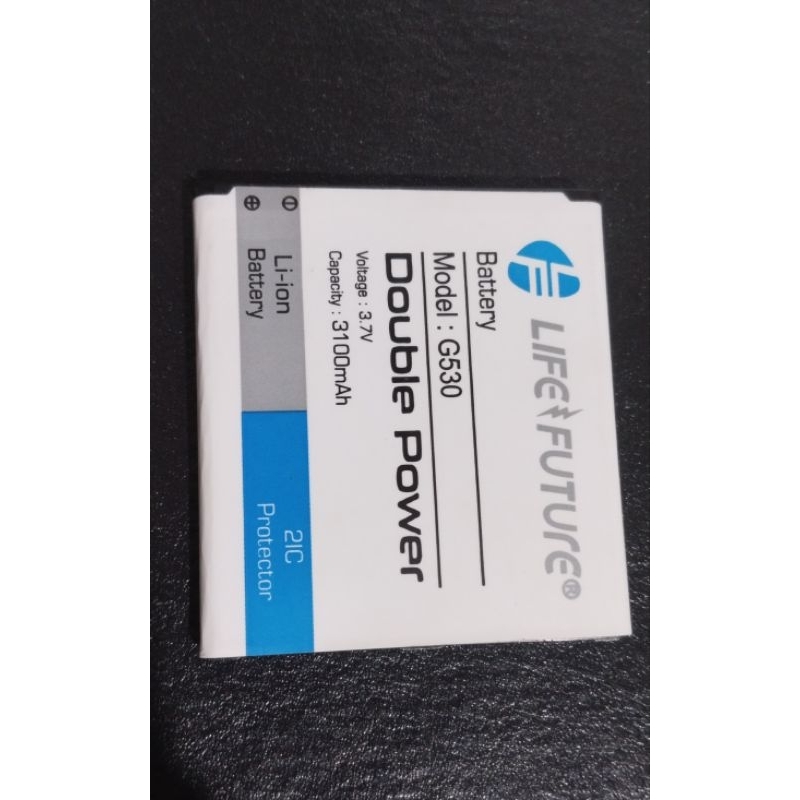 LIFE FUTURE®
Battery
Model : G530
Double Power
Voltage : 3.7V
Capacity : 3100mAh
⊖ ⊕
Li-ion
Battery
2IC
Protector